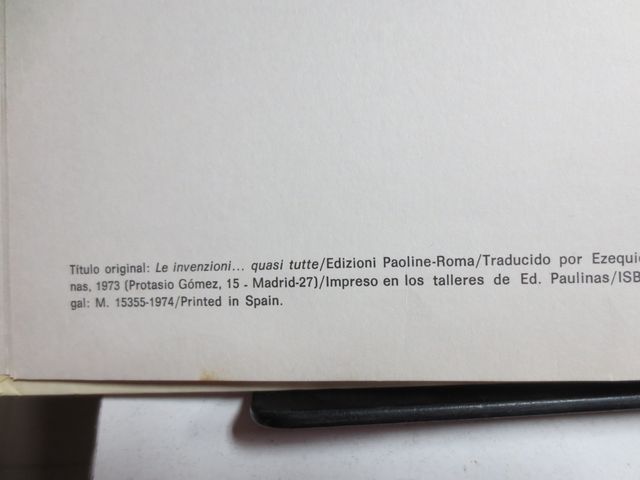 Título original: Le invenzioni... quasi tutte/Edizioni Paoline-Roma/Traducido por
nas, 1973 (Protasio Gómez, 15 - Madrid-27)/Impreso en los talleres de Ed. Paulinas/
gal: M. 15355-1974/Printed in Spain.